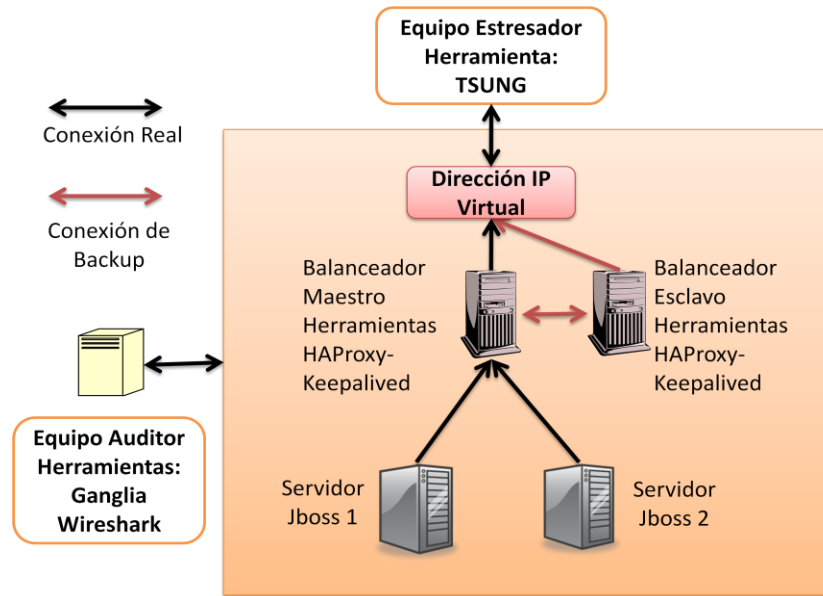 Equipo Estresador
Herramienta:
TSUNG
Conexión Real
Dirección IP
Virtual
Conexión de
Backup
Balanceador
Maestro
Herramientas
HAProxy-
Keepalived
Balanceador
Esclavo
Herramientas
HAProxy-
Keepalived
Equipo Auditor
Herramientas:
Ganglia
Wireshark
Servidor
Jboss 1
Servidor
Jboss 2